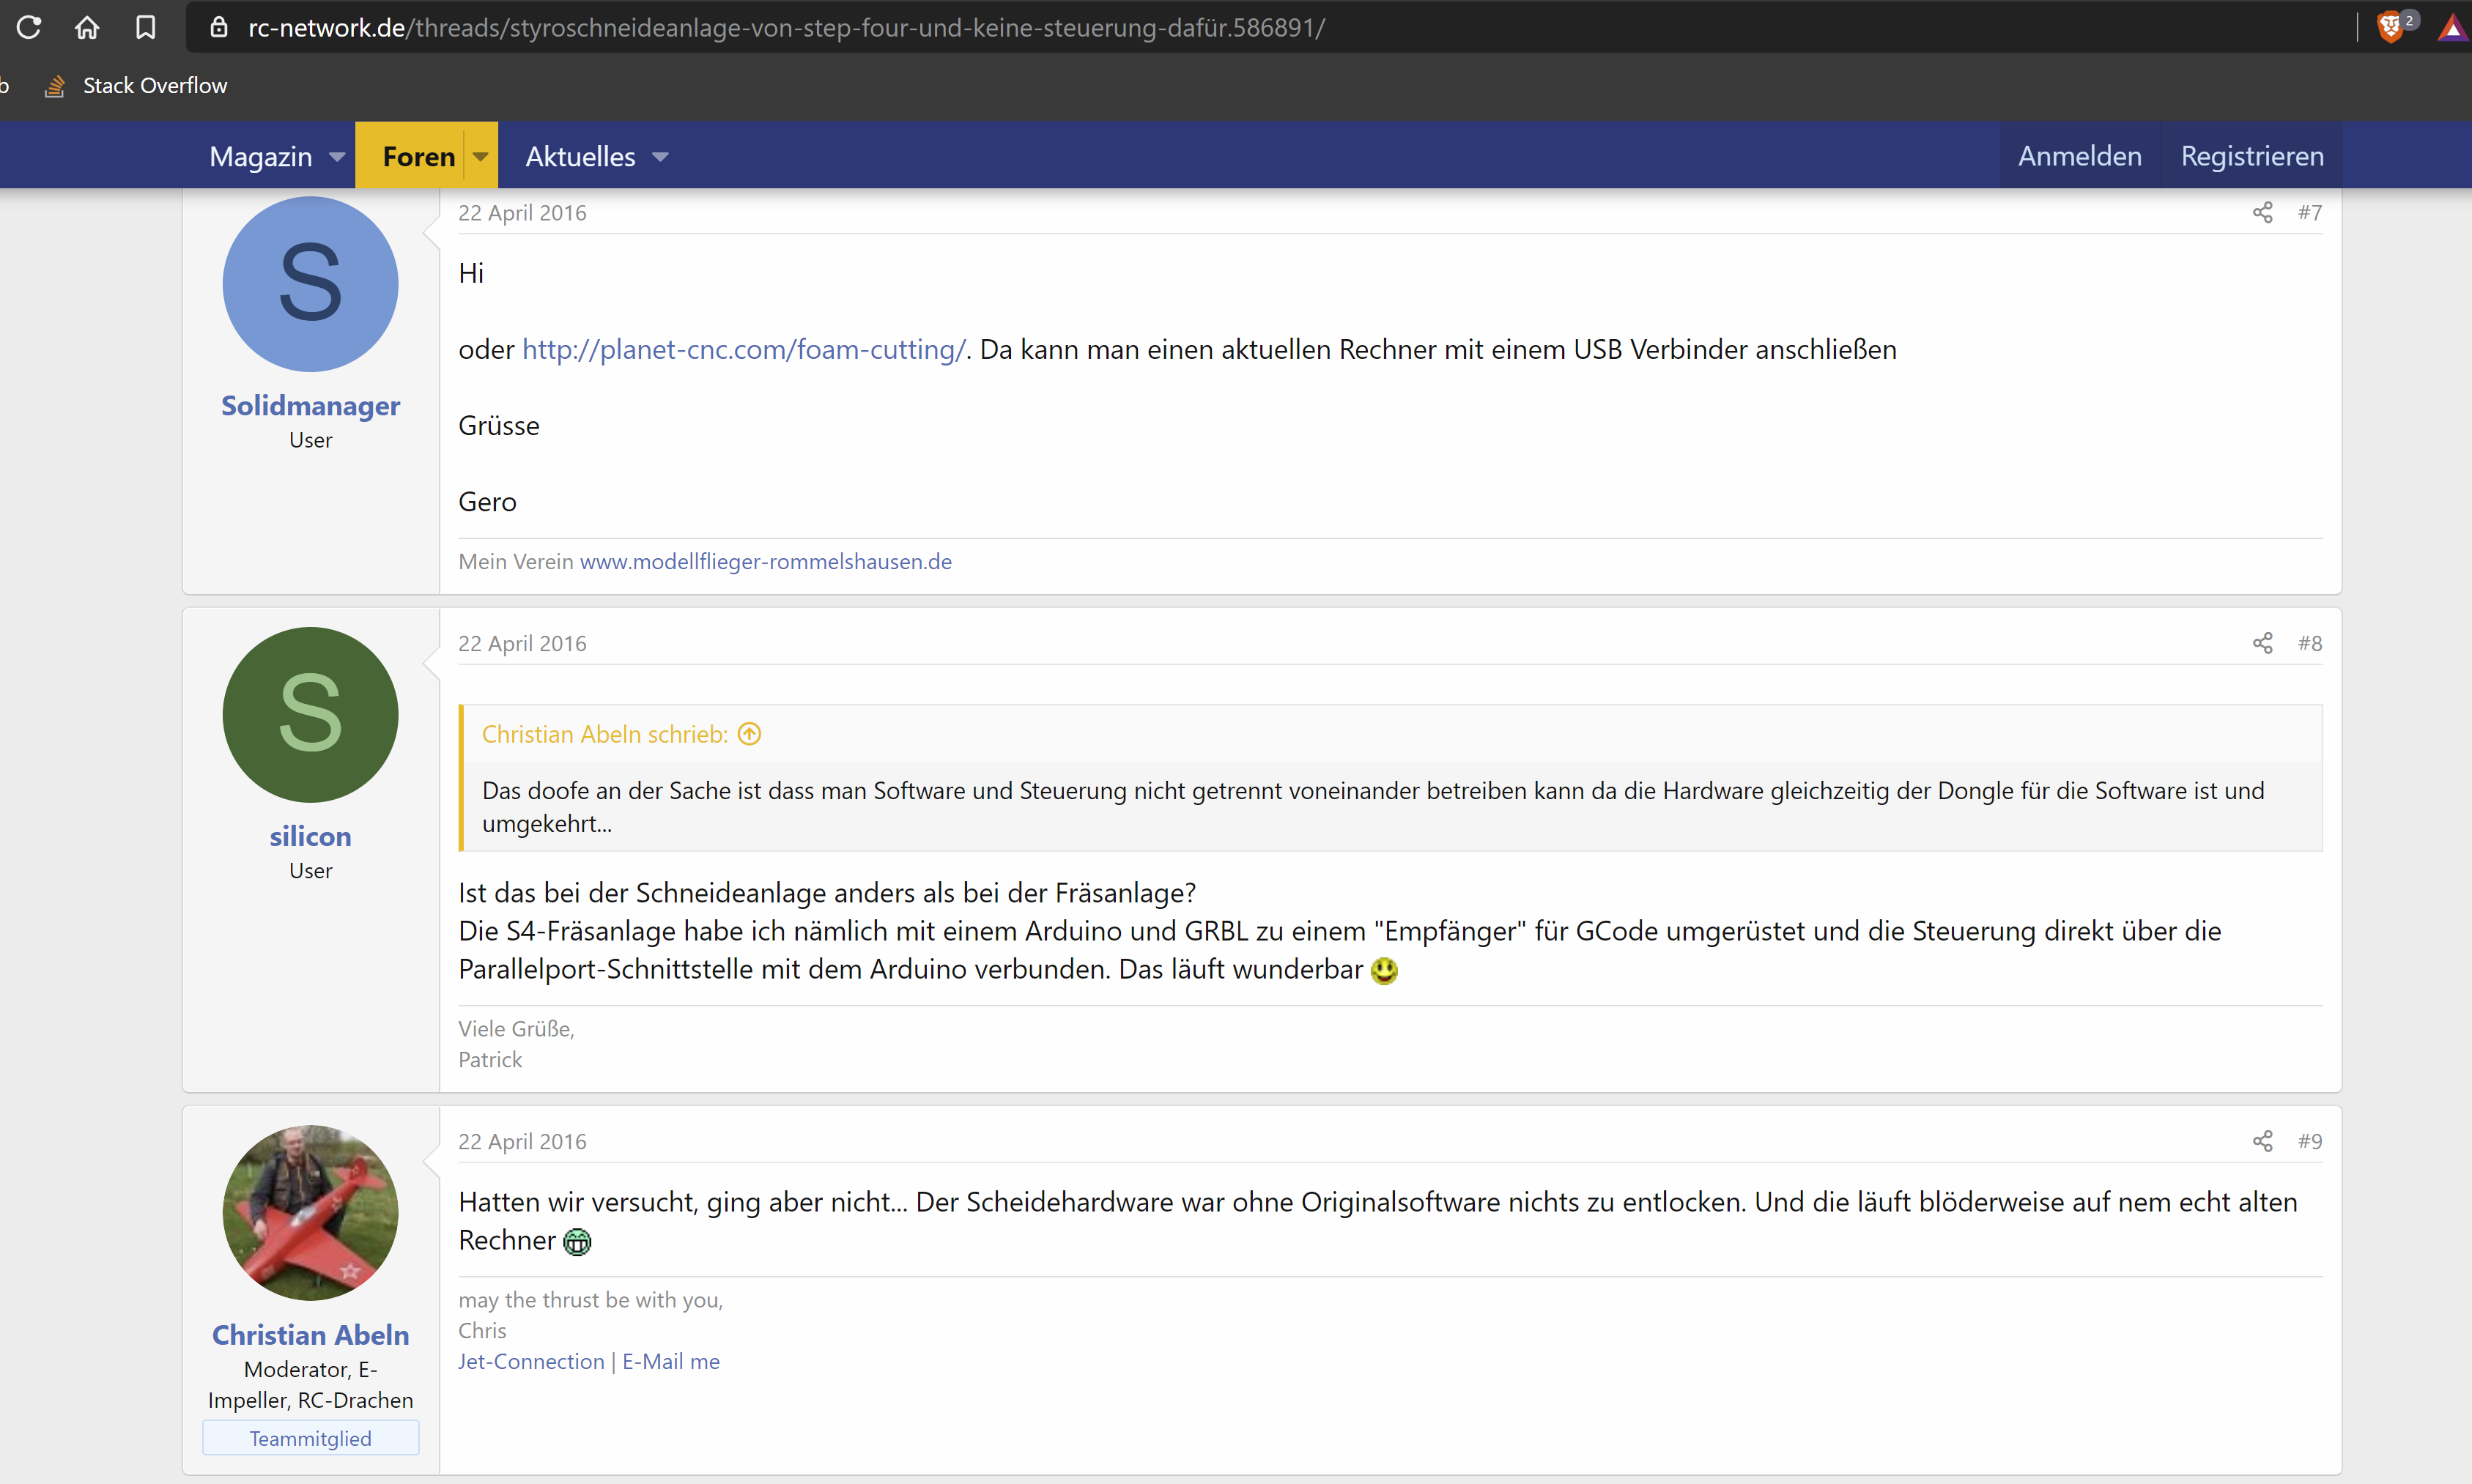 rc-network.de/threads/styroschneideanlage-von-step-four-und-keine-steuerung-dafür.586891/
2
b
Stack Overflow
Magazin
Foren
Aktuelles
Anmelden
Registrieren
S
Solidmanager
User
22 April 2016
#7
Hi
oder http://planet-cnc.com/foam-cutting/. Da kann man einen aktuellen Rechner mit einem USB Verbinder anschließen
Grüsse
Gero
Mein Verein www.modellflieger-rommelshausen.de
S
silicon
User
22 April 2016
#8
Christian Abeln schrieb:
Das doofe an der Sache ist dass man Software und Steuerung nicht getrennt voneinander betreiben kann da die Hardware gleichzeitig der Dongle für die Software ist und
umgekehrt...
Ist das bei der Schneideanlage anders als bei der Fräsanlage?
Die S4-Fräsanlage habe ich nämlich mit einem Arduino und GRBL zu einem "Empfänger" für GCode umgerüstet und die Steuerung direkt über die
Parallelport-Schnittstelle mit dem Arduino verbunden. Das läuft wunderbar
Viele Grüße,
Patrick
Christian Abeln
Moderator, E-
Impeller, RC-Drachen
Teammitglied
22 April 2016
#9
Hatten wir versucht, ging aber nicht... Der Scheidehardware war ohne Originalsoftware nichts zu entlocken. Und die läuft blöderweise auf nem echt alten
Rechner
may the thrust be with you,
Chris
Jet-Connection | E-Mail me